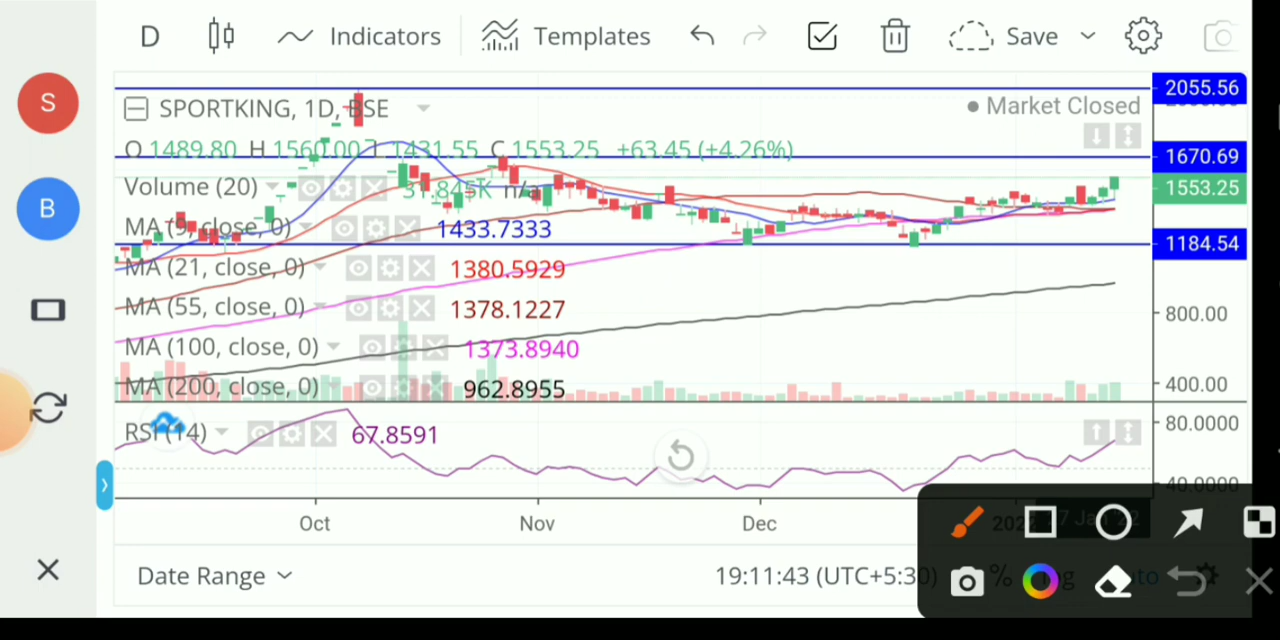 D Indicators Templates Save
S
2055.56
SPORTKING, 1D, BSE
Market Closed
O 1489.80 H 1560.00 L 1431.55 C 1553.25 +63.45 (+4.26%)
1670.69
Volume (20) 31.845K n/a
1553.25
B
MA (9, close, 0) 1433.7333
1184.54
MA (21, close, 0) 1380.5929
MA (55, close, 0) 1378.1227
800.00
MA (100, close, 0) 1373.8940
MA (200, close, 0) 962.8955
400.00
RSI (14) 67.8591
80.0000
40.0000
Oct Nov Dec
Date Range
19:11:43 (UTC+5:30) %